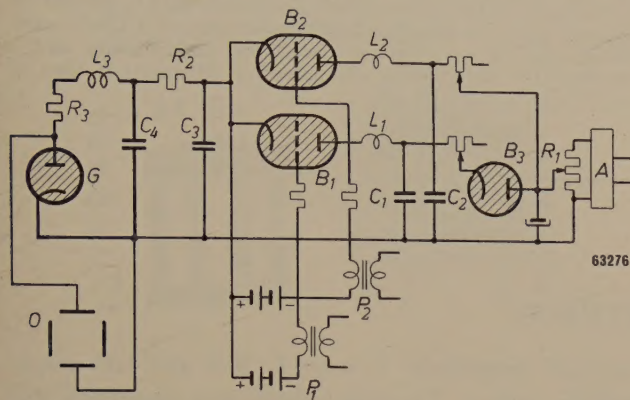 B₂
L₃
R₂
L₂
R₃
C₄
C₃
L₁
B₃
R₁
A
G
B₁
C₁
C₂
63276
P₂
O
+ -
P₁
+ -